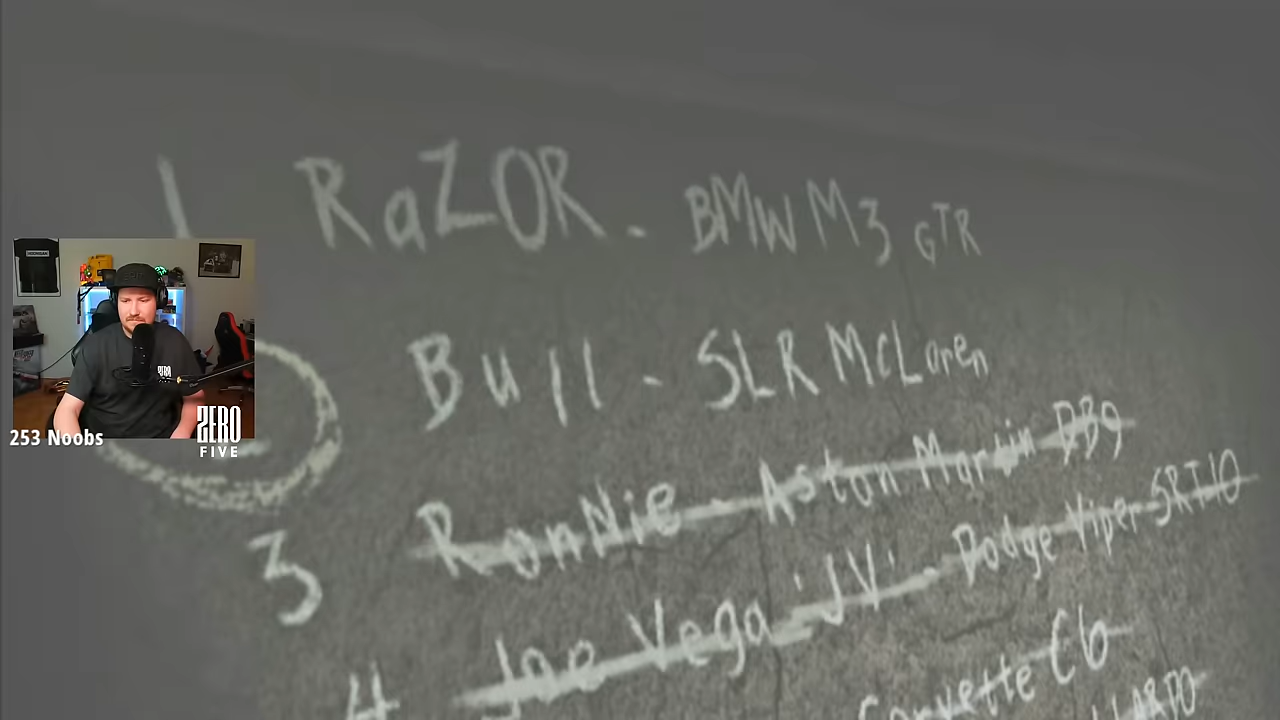 1 RaZOR - BMW M3 GTR
Bull - SLR McLaren
3 Ronnie - Aston Martin DB9
4 Joe Vega 'JV' - Dodge Viper SRT10
Corvette C6
253 Noobs
ZERO
FIVE